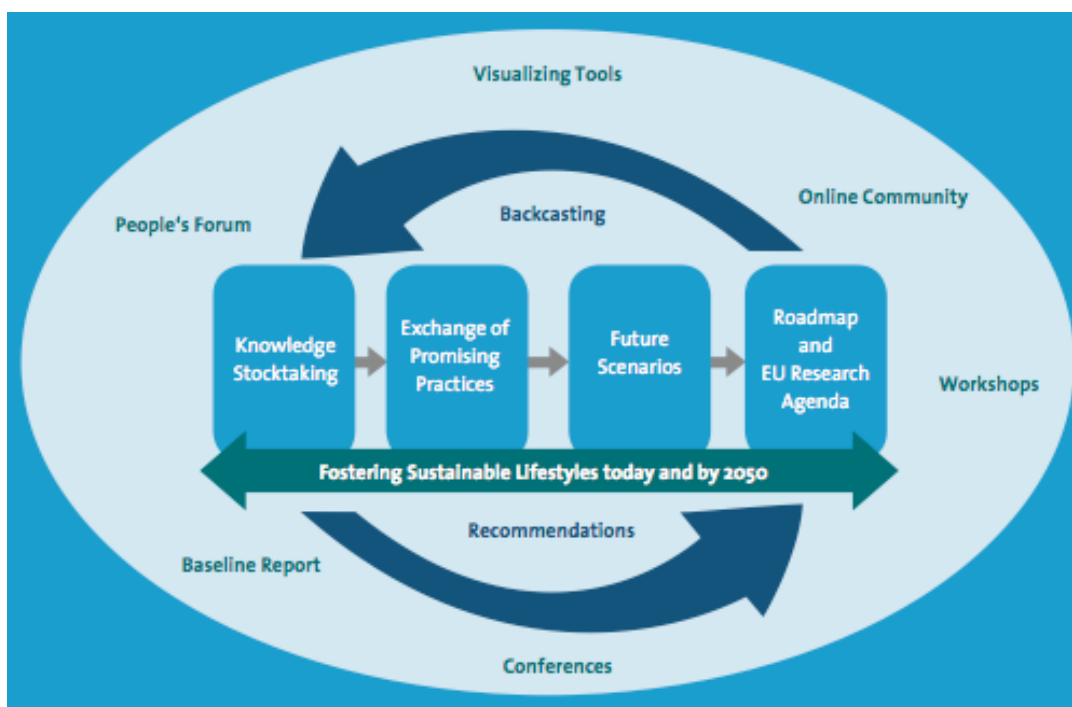 Visualizing Tools
Online Community
People's Forum
Backcasting
Knowledge
Stocktaking
Exchange of
Promising
Practices
Future
Scenarios
Roadmap
and
EU Research
Agenda
Workshops
Fostering Sustainable Lifestyles today and by 2050
Recommendations
Baseline Report
Conferences